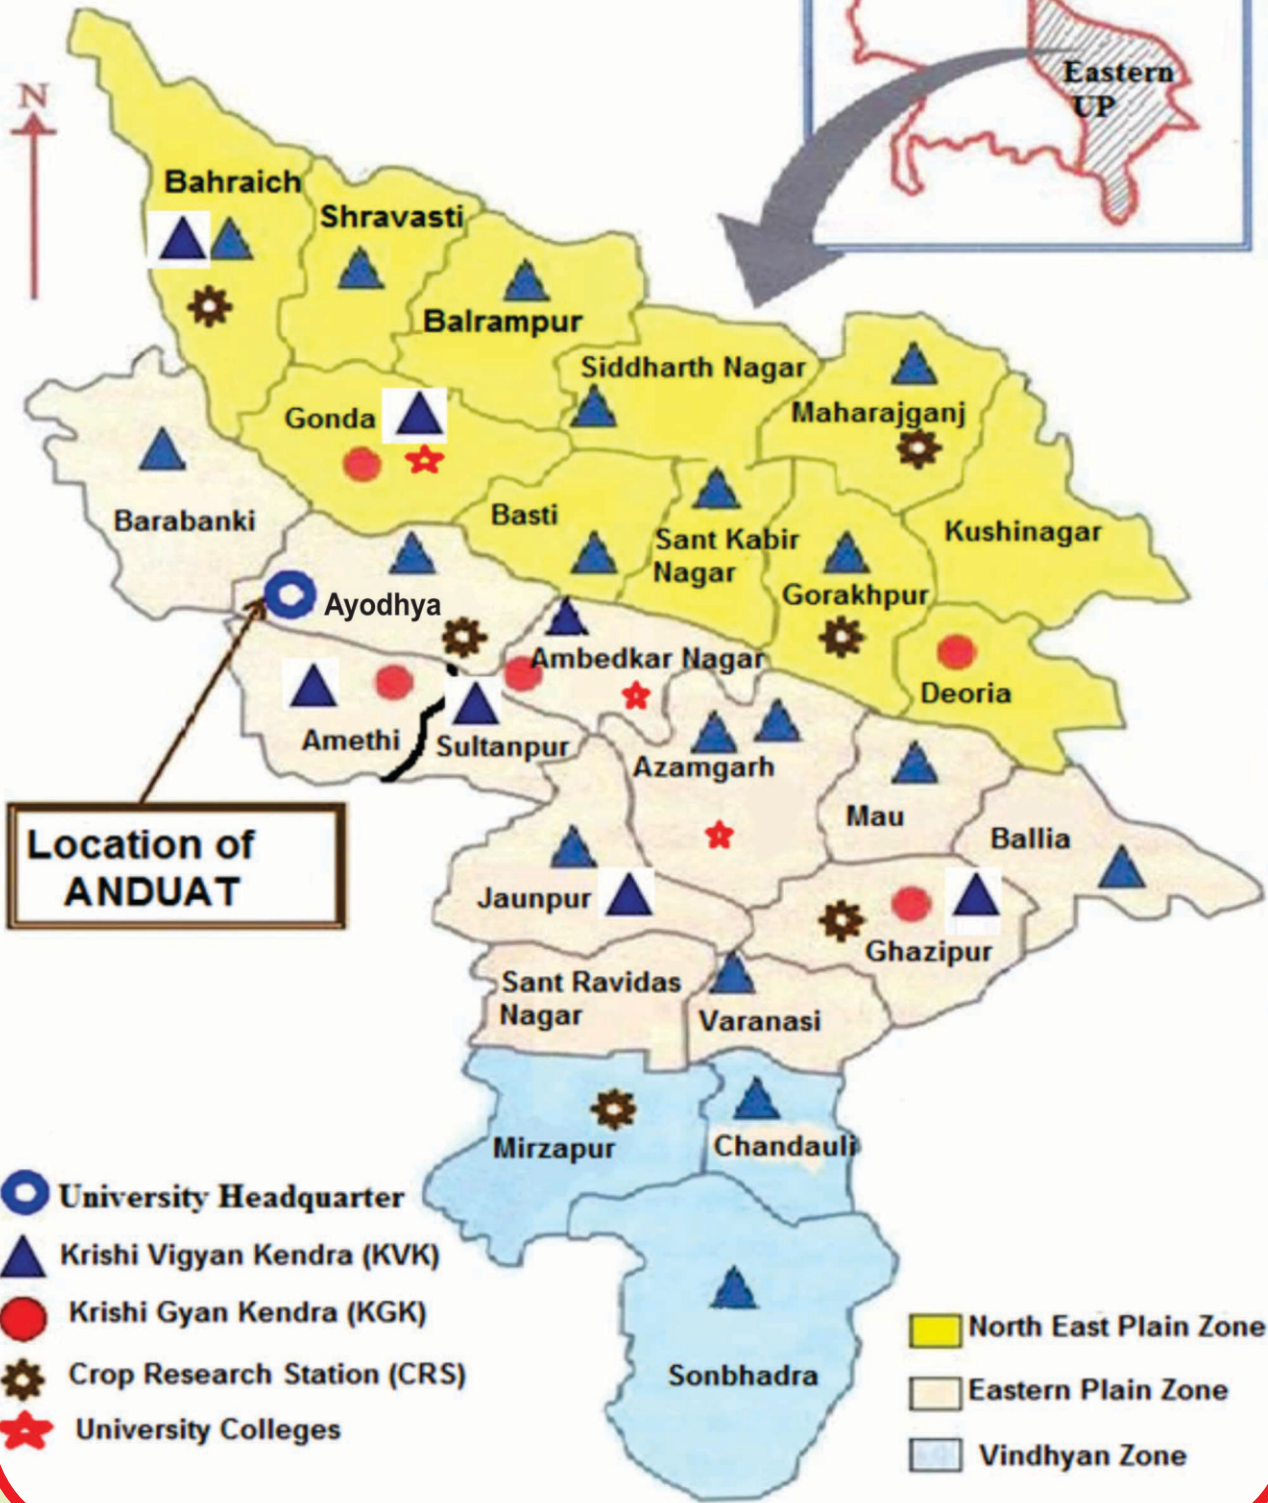 N
Eastern
UP
Bahraich
Shravasti
Balrampur
Siddharth Nagar
Maharajganj
Gonda
Barabanki
Basti
Sant Kabir
Nagar
Kushinagar
Gorakhpur
Ayodhya
Ambedkar Nagar
Deoria
Amethi
Sultanpur
Azamgarh
Mau
Ballia
Location of
ANDUAT
Jaunpur
Ghazipur
Sant Ravidas
Nagar
Varanasi
Mirzapur
Chandauli
Sonbhadra
University Headquarter
Krishi Vigyan Kendra (KVK)
Krishi Gyan Kendra (KGK)
Crop Research Station (CRS)
University Colleges
North East Plain Zone
Eastern Plain Zone
Vindhyan Zone